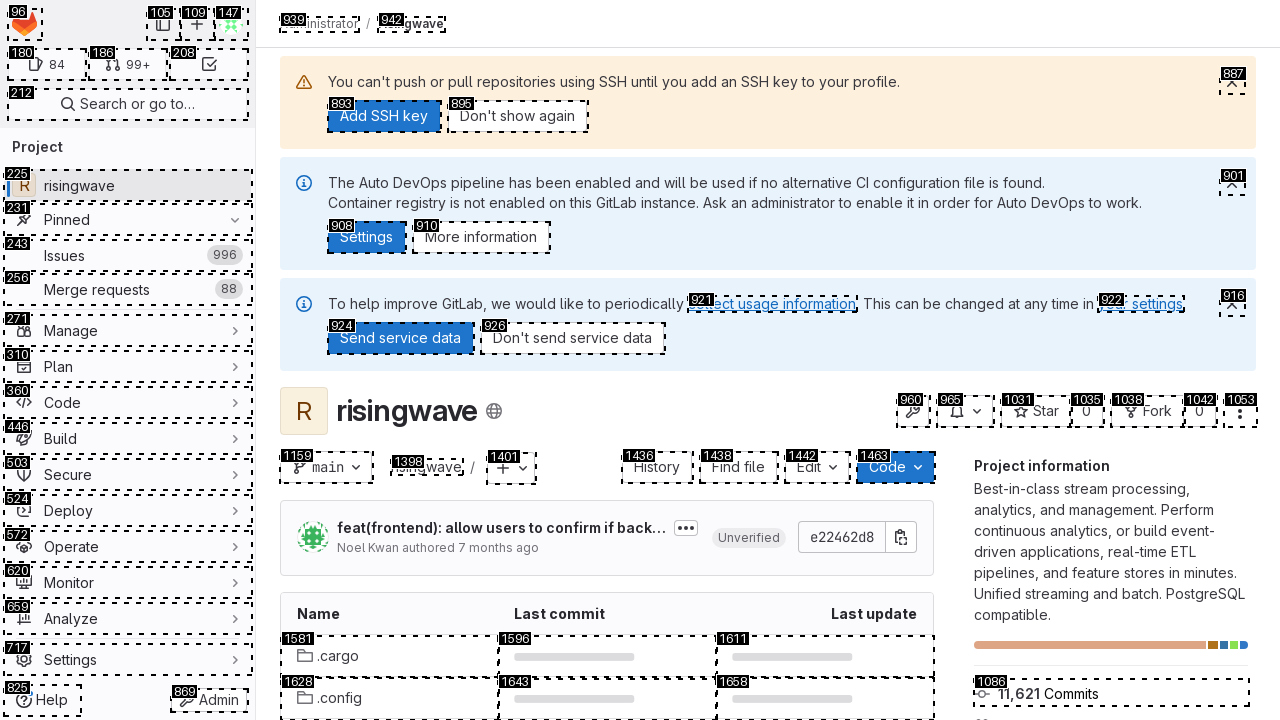 96
105
109
147
180
84
186
99+
208
212
Search or go to…
Project
225
R
risingwave
231
Pinned
243
Issues
996
256
Merge requests
88
271
Manage
310
Plan
360
Code
446
Build
503
Secure
524
Deploy
572
Operate
620
Monitor
659
Analyze
717
Settings
825
Help
869
Admin
939
/
942
risingwave
887
You can't push or pull repositories using SSH until you add an SSH key to your profile.
893
Add SSH key
895
Don't show again
901
The Auto DevOps pipeline has been enabled and will be used if no alternative CI configuration file is found.
Container registry is not enabled on this GitLab instance. Ask an administrator to enable it in order for Auto DevOps to work.
908
Settings
910
More information
916
To help improve GitLab, we would like to periodically collect usage information. This can be changed at any time in your settings.
921
922
924
Send service data
926
Don't send service data
R
risingwave
960
965
1031
Star
1035
0
1038
Fork
1042
0
1053
1159
main
1398
risingwave /
1401
1436
History
1438
Find file
1442
Edit
1463
Code
feat(frontend): allow users to confirm if back…
Noel Kwan authored 7 months ago
Unverified
e22462d8
Name
Last commit
Last update
1581
.cargo
1596
1611
1628
.config
1643
1658
Project information
Best-in-class stream processing,
analytics, and management. Perform
continuous analytics, or build event-
driven applications, real-time ETL
pipelines, and feature stores in minutes.
Unified streaming and batch. PostgreSQL
compatible.
1086
11,621 Commits